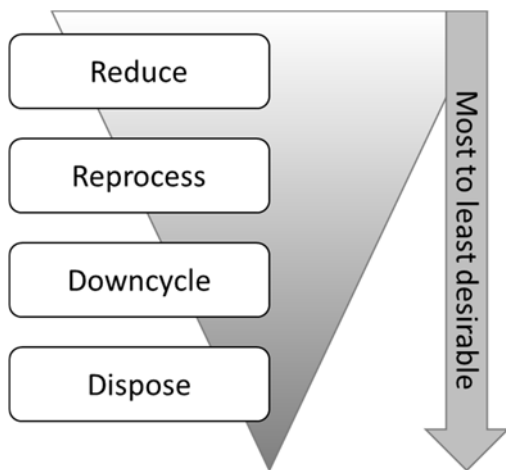 Reduce
Reprocess
Downcycle
Dispose
Most to least desirable